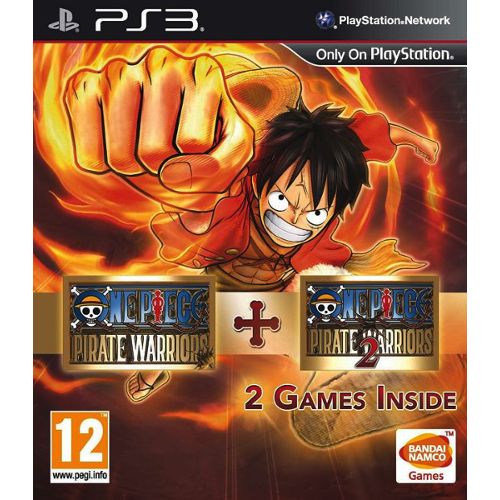 PS3
PlayStation®Network
Only On PlayStation®
ONE PIECE
PIRATE WARRIORS
+
ONE PIECE
PIRATE WARRIORS
2
2 GAMES INSIDE
12
www.pegi.info
BANDAI
NAMCO
Games